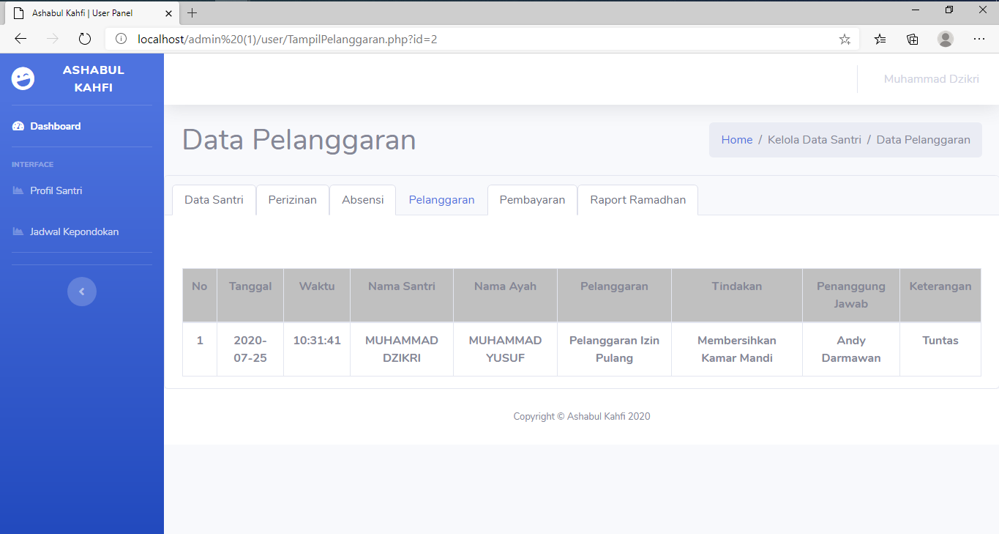 Ashabul Kahfi | User Panel
localhost/admin%20(1)/user/TampilPelanggaran.php?id=2
ASHABUL
KAHFI
Muhammad Dzikri
Dashboard
INTERFACE
Profil Santri
Jadwal Kepondokan
Data Pelanggaran
Home / Kelola Data Santri / Data Pelanggaran
Data Santri Perizinan Absensi Pelanggaran Pembayaran Raport Ramadhan
No Tanggal Waktu Nama Santri Nama Ayah Pelanggaran Tindakan Penanggung Keterangan
Jawab
1 2020- 10:31:41 MUHAMMAD MUHAMMAD Pelanggaran Izin Membersihkan Andy Tuntas
07-25 DZIKRI YUSUF Pulang Kamar Mandi Darmawan
Copyright © Ashabul Kahfi 2020